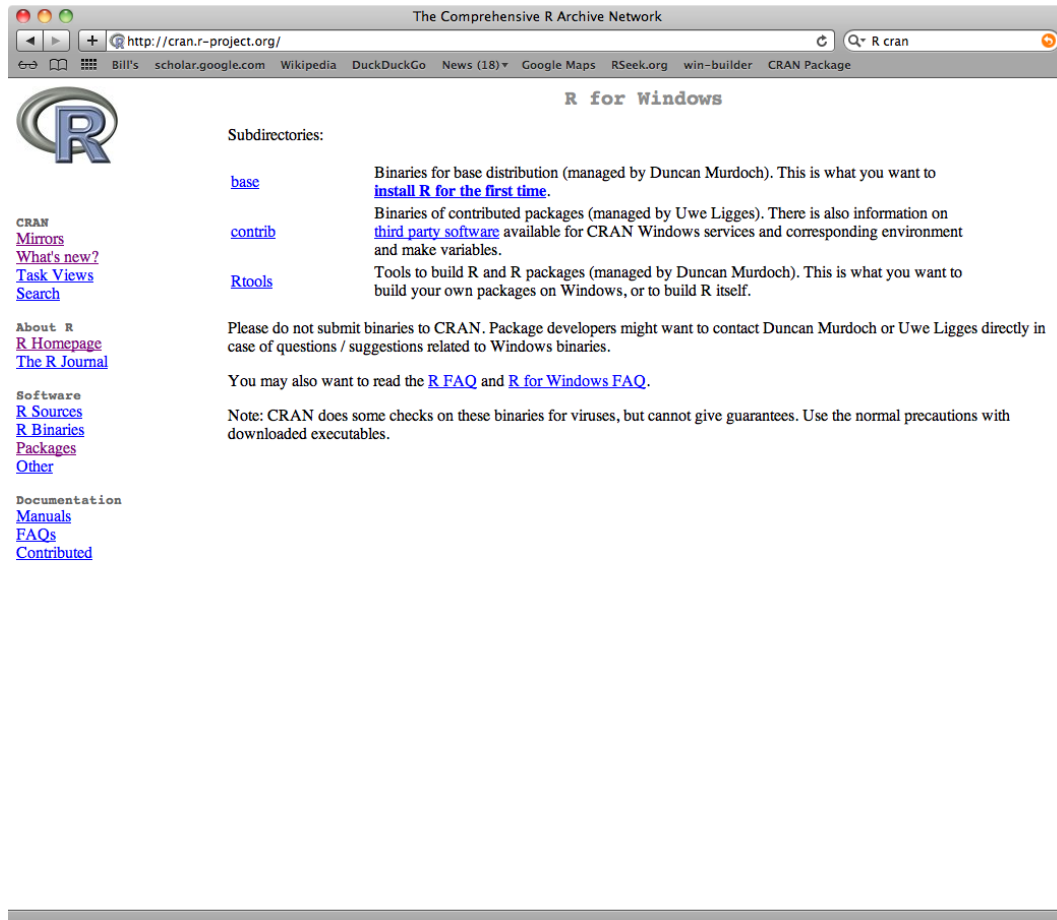 The Comprehensive R Archive Network
http://cran.r-project.org/
R cran
Bill's scholar.google.com Wikipedia DuckDuckGo News (18) Google Maps RSeek.org win-builder CRAN Package
R
R for Windows
Subdirectories:
base
Binaries for base distribution (managed by Duncan Murdoch). This is what you want to
install R for the first time.
contrib
Binaries of contributed packages (managed by Uwe Ligges). There is also information on
third party software available for CRAN Windows services and corresponding environment
and make variables.
Rtools
Tools to build R and R packages (managed by Duncan Murdoch). This is what you want to
build your own packages on Windows, or to build R itself.
Please do not submit binaries to CRAN. Package developers might want to contact Duncan Murdoch or Uwe Ligges directly in
case of questions / suggestions related to Windows binaries.
You may also want to read the R FAQ and R for Windows FAQ.
Note: CRAN does some checks on these binaries for viruses, but cannot give guarantees. Use the normal precautions with
downloaded executables.
CRAN
Mirrors
What's new?
Task Views
Search
About R
R Homepage
The R Journal
Software
R Sources
R Binaries
Packages
Other
Documentation
Manuals
FAQs
Contributed